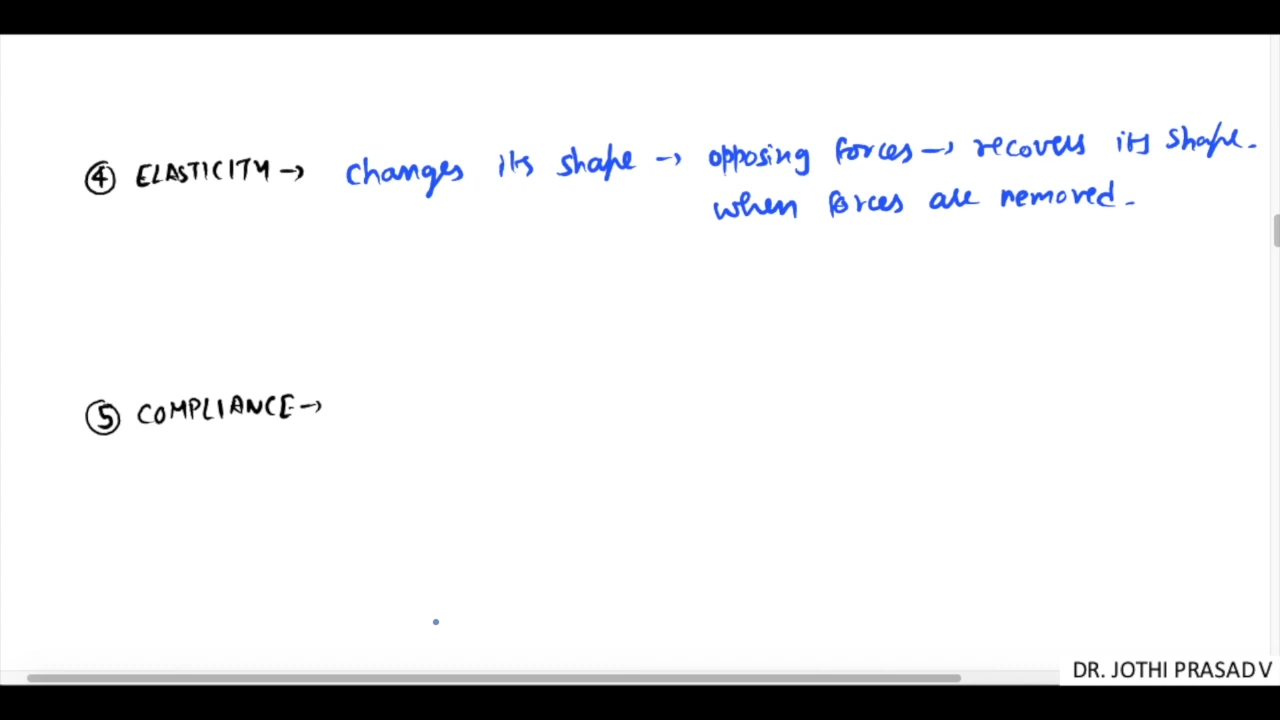 ④ ELASTICITY → changes its shape → opposing forces → recovers its shape.
when forces are removed.
⑤ COMPLIANCE →
DR. JOTHI PRASAD V